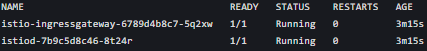 NAME READY STATUS RESTARTS AGE
istio-ingressgateway-6789d4b8c7-5q2xw 1/1 Running 0 3m15s
istiod-7b9c5d8c46-8t24r 1/1 Running 0 3m15s